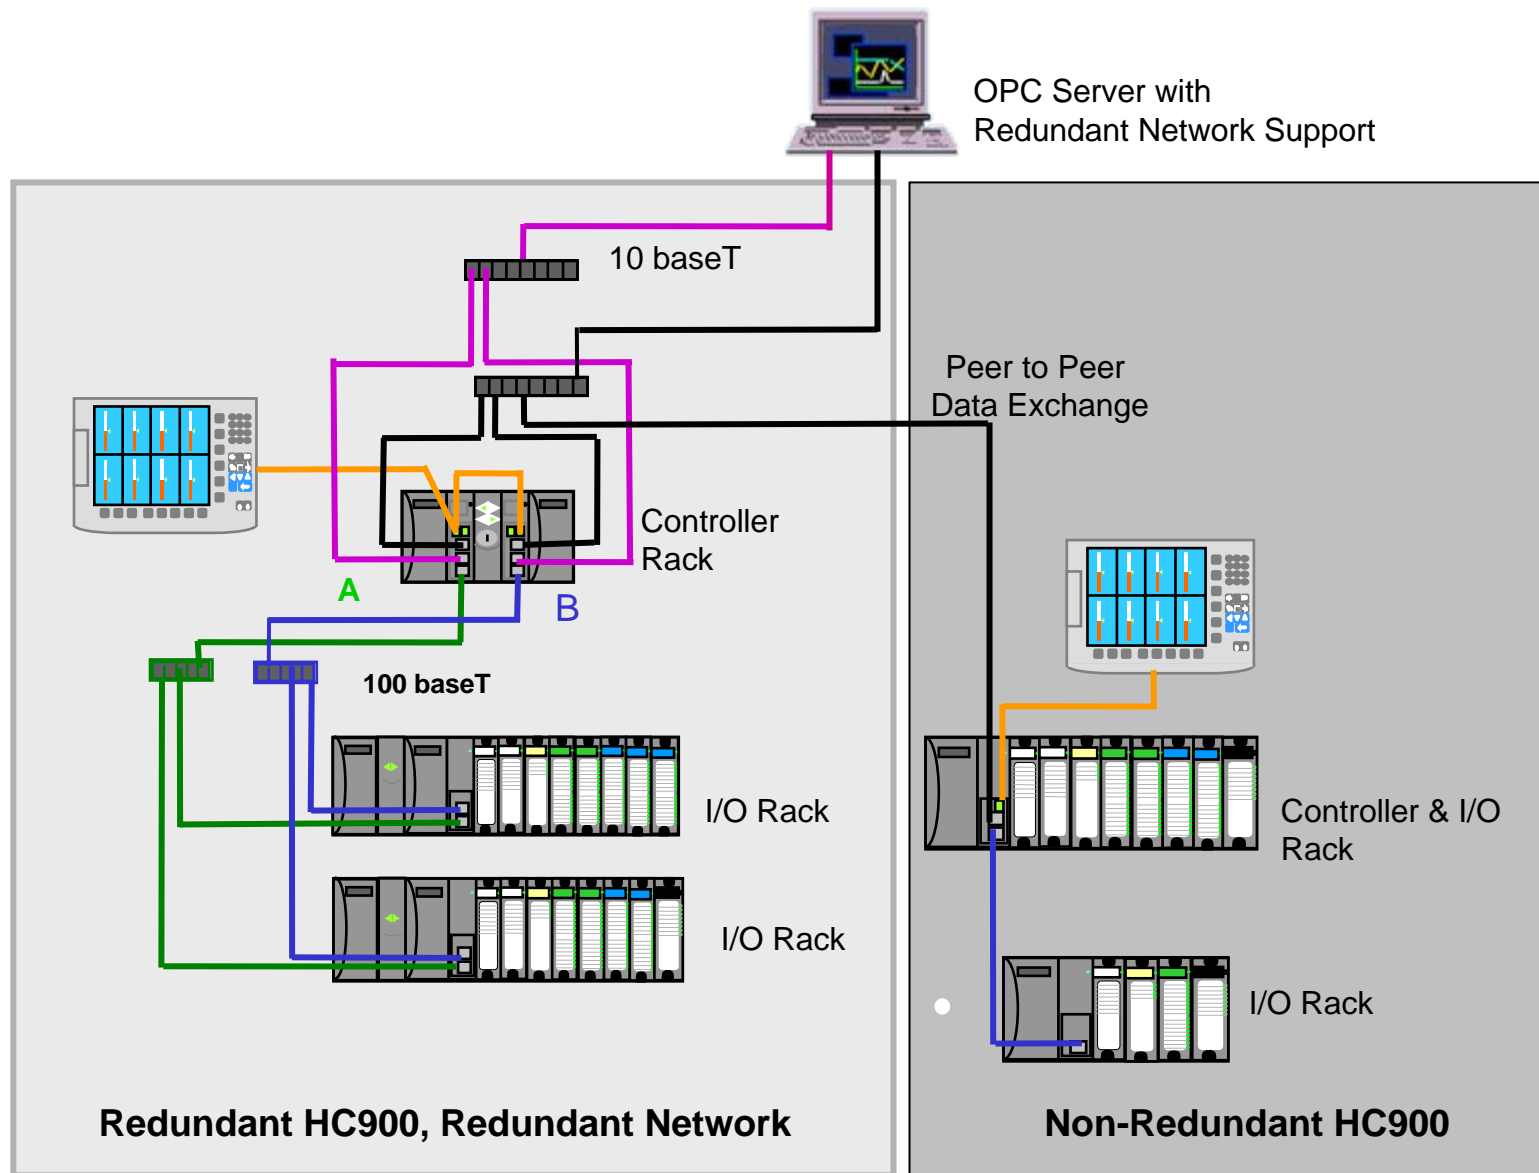 OPC Server with
Redundant Network Support
10 baseT
Peer to Peer
Data Exchange
Controller
Rack
A
B
100 baseT
I/O Rack
Controller & I/O
Rack
I/O Rack
I/O Rack
Redundant HC900, Redundant Network
Non-Redundant HC900